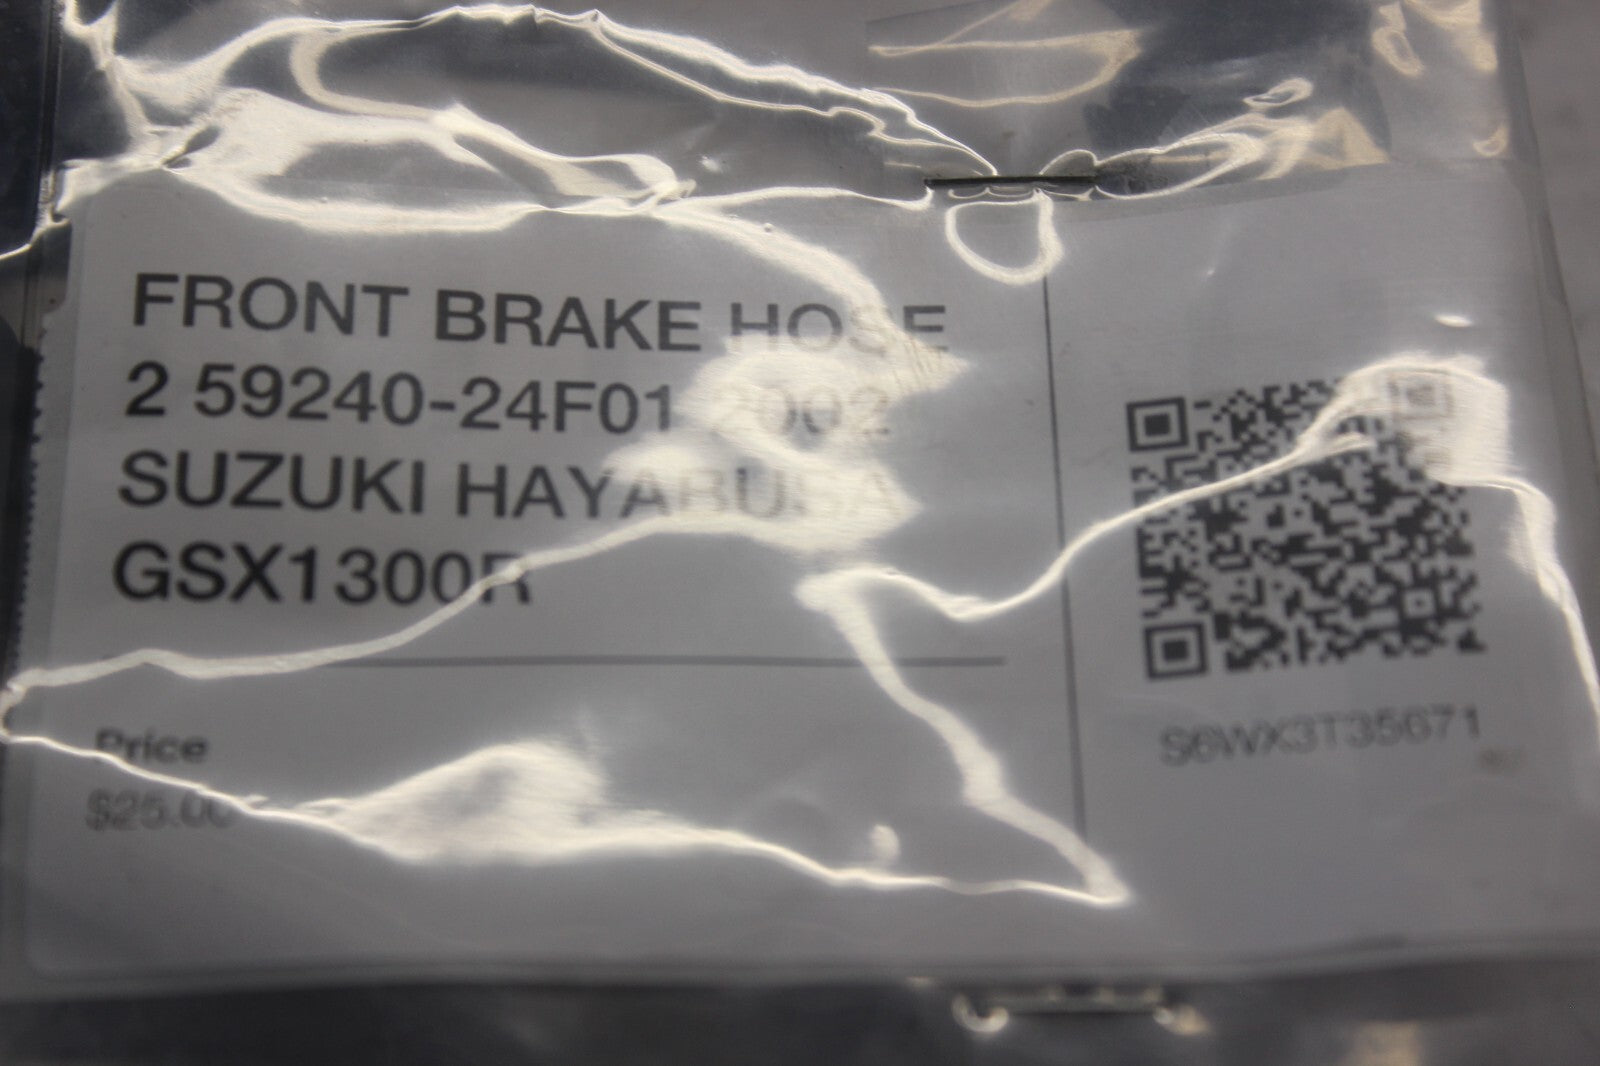 FRONT BRAKE HOSE
2 59240-24F01 2002
SUZUKI HAYABUSA
GSX1300R
Price
$25.00
S6WX3T35671